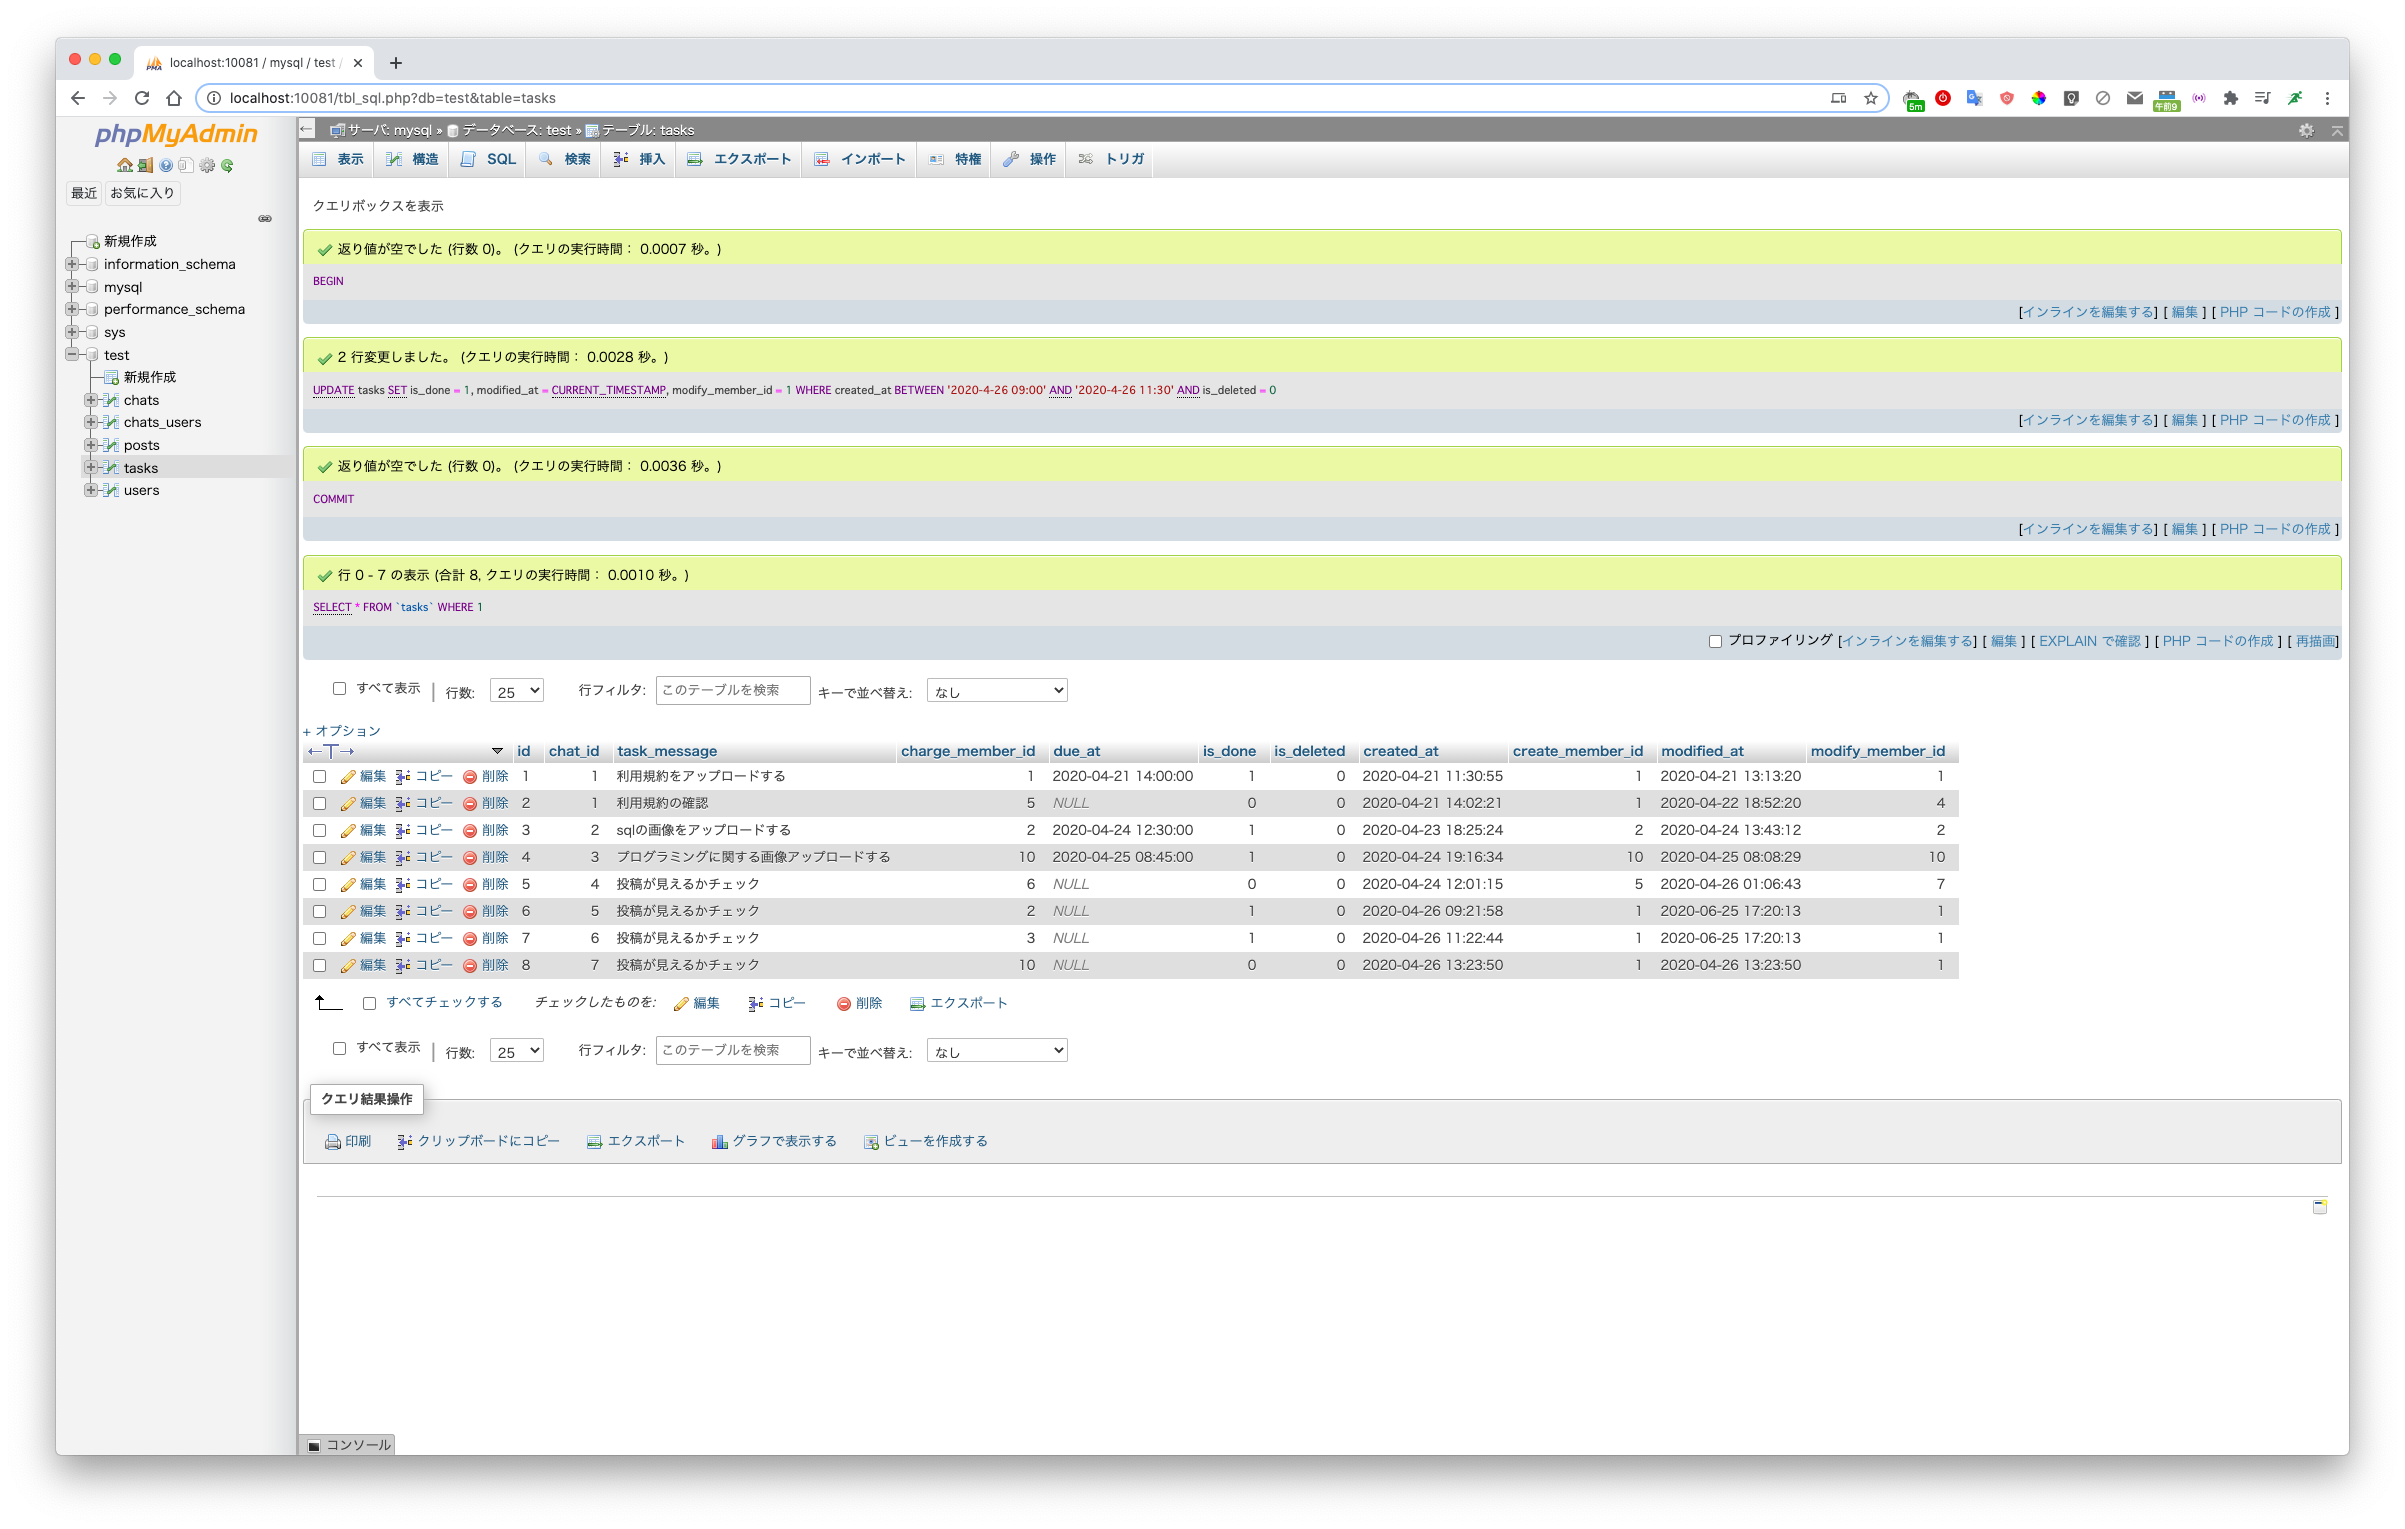 localhost:10081 / mysql / test /
localhost:10081/tbl_sql.php?db=test&table=tasks
5m
午前9
phpMyAdmin
最近 お気に入り
新規作成
information_schema
mysql
performance_schema
sys
test
新規作成
chats
chats_users
posts
tasks
users
サーバ: mysql » データベース: test » テーブル: tasks
表示 構造 SQL 検索 挿入 エクスポート インポート 特権 操作 トリガ
クエリボックスを表示
返り値が空でした (行数 0)。 (クエリの実行時間： 0.0007 秒。)
BEGIN
[インラインを編集する] [ 編集 ] [ PHP コードの作成 ]
2 行変更しました。 (クエリの実行時間： 0.0028 秒。)
UPDATE tasks SET is_done = 1, modified_at = CURRENT_TIMESTAMP, modify_member_id = 1 WHERE created_at BETWEEN '2020-4-26 09:00' AND '2020-4-26 11:30' AND is_deleted = 0
[インラインを編集する] [ 編集 ] [ PHP コードの作成 ]
返り値が空でした (行数 0)。 (クエリの実行時間： 0.0036 秒。)
COMMIT
[インラインを編集する] [ 編集 ] [ PHP コードの作成 ]
行 0 - 7 の表示 (合計 8, クエリの実行時間： 0.0010 秒。)
SELECT * FROM `tasks` WHERE 1
プロファイリング [インラインを編集する] [ 編集 ] [ EXPLAIN で確認 ] [ PHP コードの作成 ] [ 再描画]
すべて表示 | 行数: 25 行フィルタ: このテーブルを検索 キーで並べ替え: なし
+ オプション
←T→ id chat_id task_message charge_member_id due_at is_done is_deleted created_at create_member_id modified_at modify_member_id
編集 コピー 削除 1 1 利用規約をアップロードする 1 2020-04-21 14:00:00 1 0 2020-04-21 11:30:55 1 2020-04-21 13:13:20 1
編集 コピー 削除 2 1 利用規約の確認 5 NULL 0 0 2020-04-21 14:02:21 1 2020-04-22 18:52:20 4
編集 コピー 削除 3 2 sqlの画像をアップロードする 2 2020-04-24 12:30:00 1 0 2020-04-23 18:25:24 2 2020-04-24 13:43:12 2
編集 コピー 削除 4 3 プログラミングに関する画像アップロードする 10 2020-04-25 08:45:00 1 0 2020-04-24 19:16:34 10 2020-04-25 08:08:29 10
編集 コピー 削除 5 4 投稿が見えるかチェック 6 NULL 0 0 2020-04-24 12:01:15 5 2020-04-26 01:06:43 7
編集 コピー 削除 6 5 投稿が見えるかチェック 2 NULL 1 0 2020-04-26 09:21:58 1 2020-06-25 17:20:13 1
編集 コピー 削除 7 6 投稿が見えるかチェック 3 NULL 1 0 2020-04-26 11:22:44 1 2020-06-25 17:20:13 1
編集 コピー 削除 8 7 投稿が見えるかチェック 10 NULL 0 0 2020-04-26 13:23:50 1 2020-04-26 13:23:50 1
すべてチェックする チェックしたものを: 編集 コピー 削除 エクスポート
すべて表示 | 行数: 25 行フィルタ: このテーブルを検索 キーで並べ替え: なし
クエリ結果操作
印刷 クリップボードにコピー エクスポート グラフで表示する ビューを作成する
コンソール